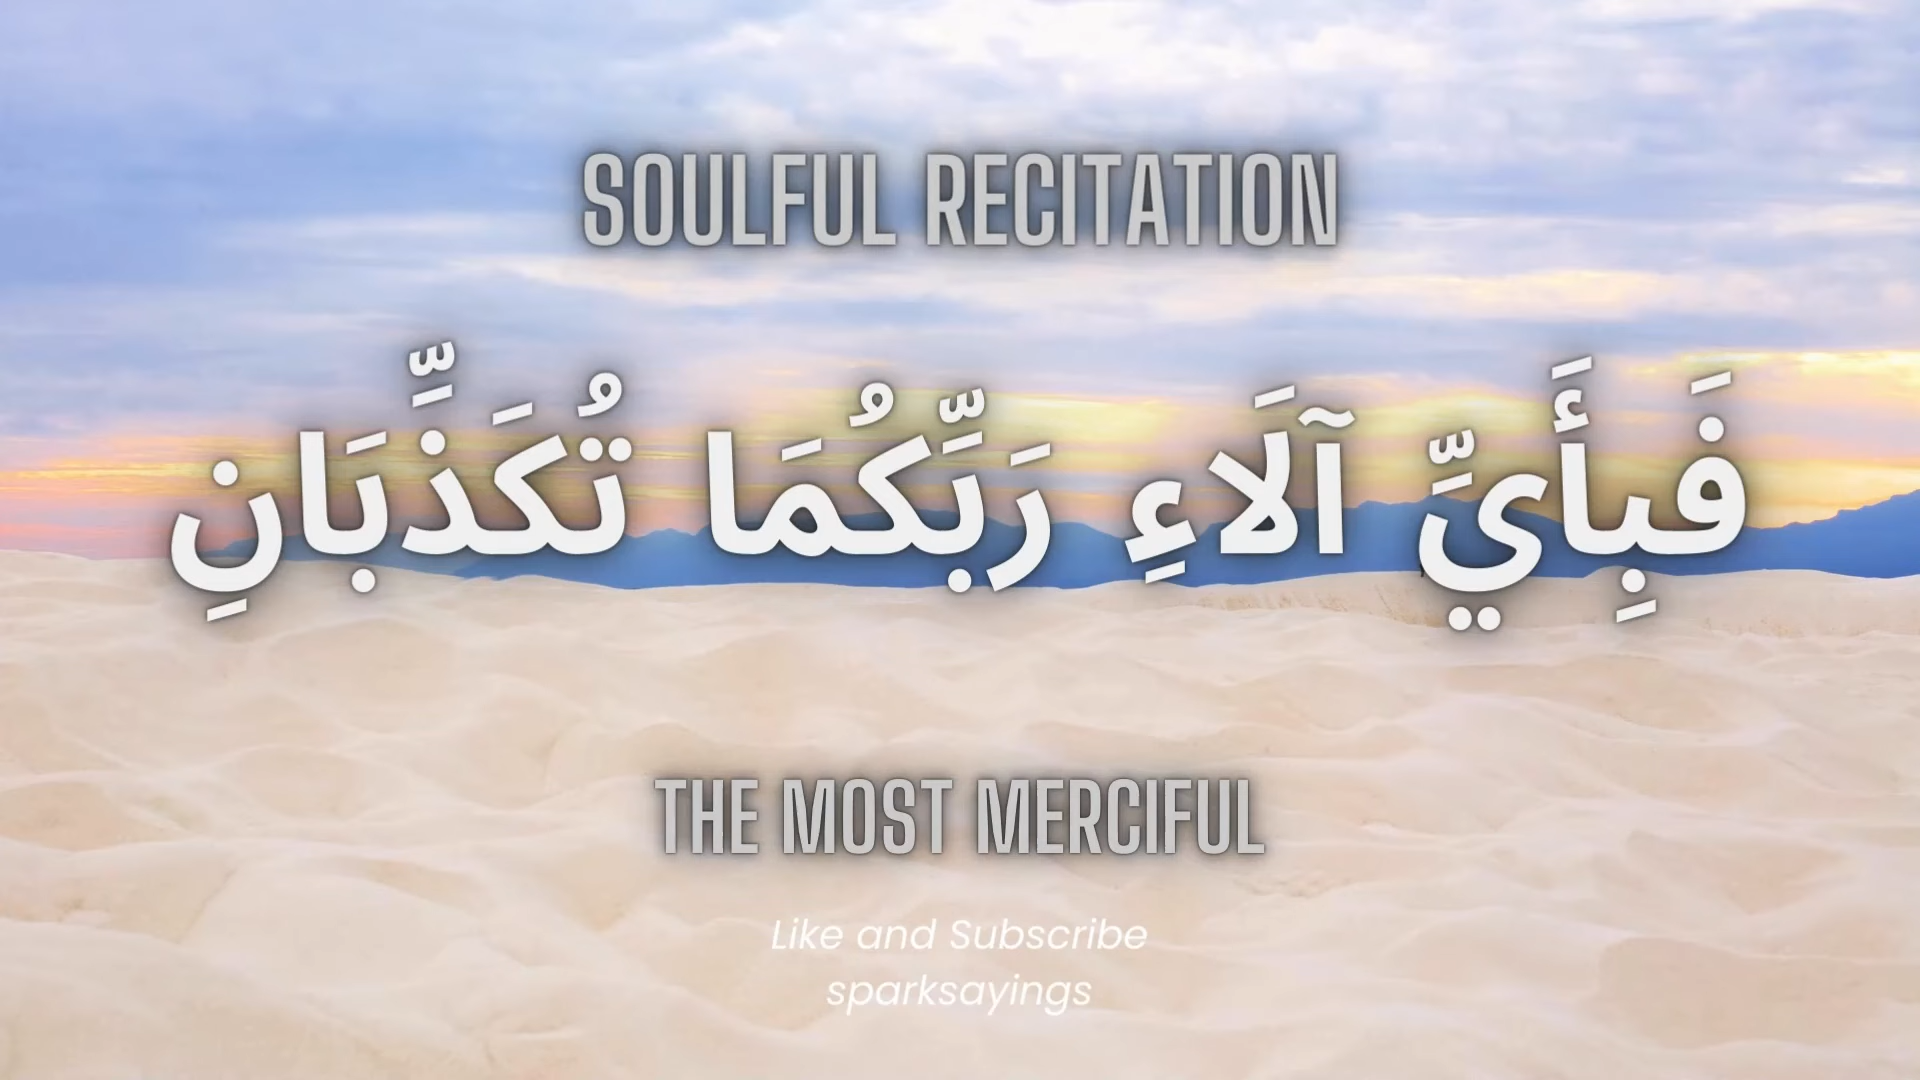 SOULFUL RECITATION
فَبِأَيِّ آلَاءِ رَبِّكُمَا تُكَذِّبَانِ
THE MOST MERCIFUL
Like and Subscribe
sparksayings